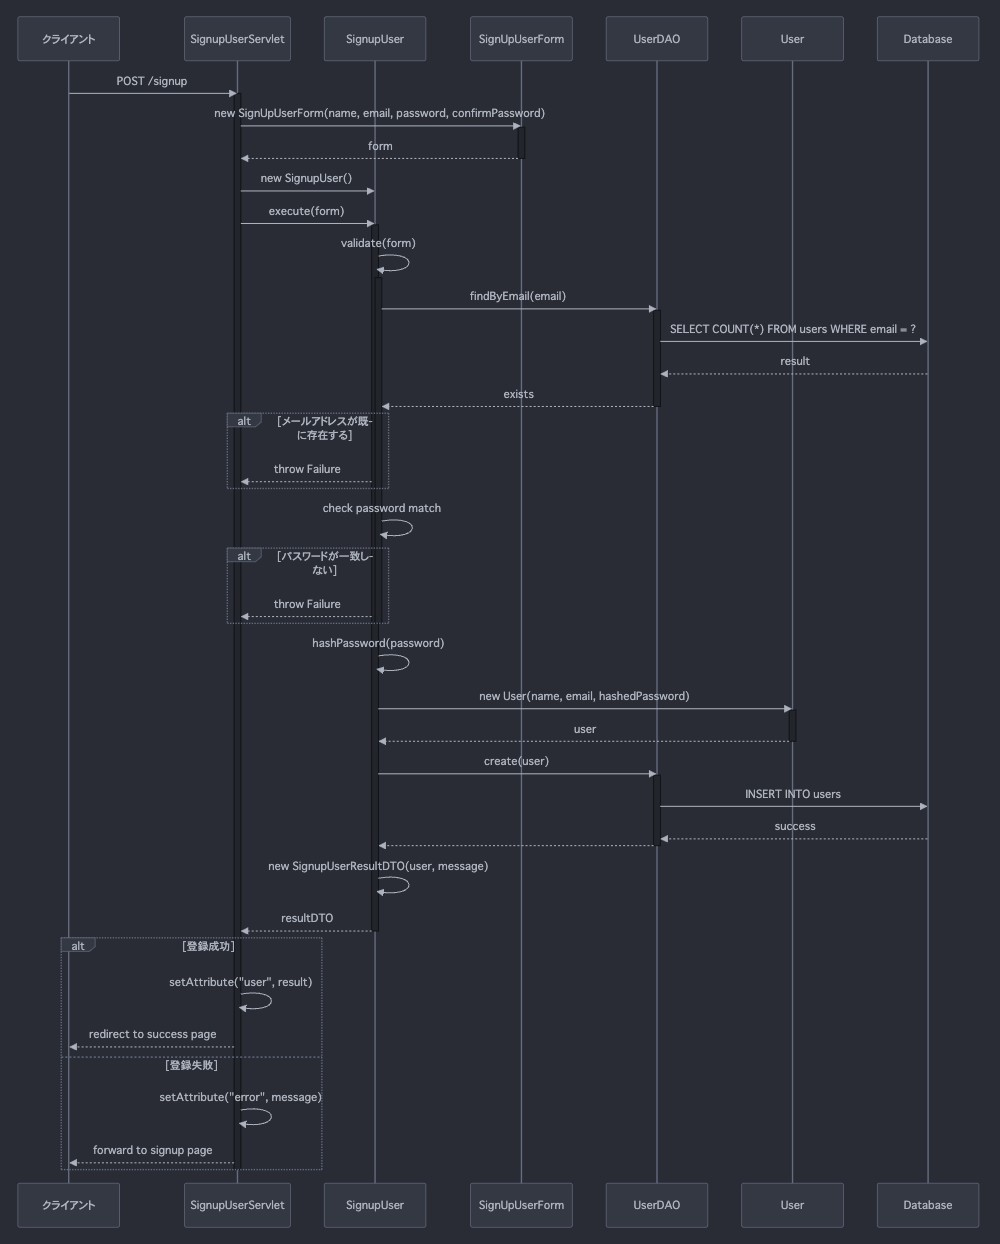 クライアント
SignupUserServlet
SignupUser
SignUpUserForm
UserDAO
User
Database
POST /signup
new SignUpUserForm(name, email, password, confirmPassword)
form
new SignupUser()
execute(form)
validate(form)
findByEmail(email)
SELECT COUNT(*) FROM users WHERE email = ?
result
exists
alt
[メールアドレスが既-
に存在する]
throw Failure
check password match
alt
[パスワードが一致し-
ない]
throw Failure
hashPassword(password)
new User(name, email, hashedPassword)
user
create(user)
INSERT INTO users
success
new SignupUserResultDTO(user, message)
resultDTO
alt
[登録成功]
setAttribute("user", result)
redirect to success page
[登録失敗]
setAttribute("error", message)
forward to signup page
クライアント
SignupUserServlet
SignupUser
SignUpUserForm
UserDAO
User
Database